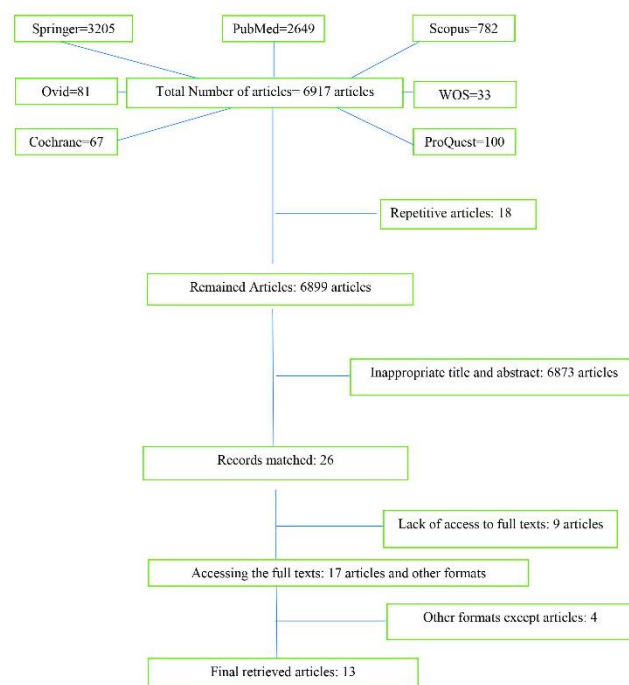 Springer=3205
PubMed=2649
Scopus=782
Ovid=81
Total Number of articles= 6917 articles
WOS=33
Cochrane=67
ProQuest=100
Repetitive articles: 18
Remained Articles: 6899 articles
Inappropriate title and abstract: 6873 articles
Records matched: 26
Lack of access to full texts: 9 articles
Accessing the full texts: 17 articles and other formats
Other formats except articles: 4
Final retrieved articles: 13